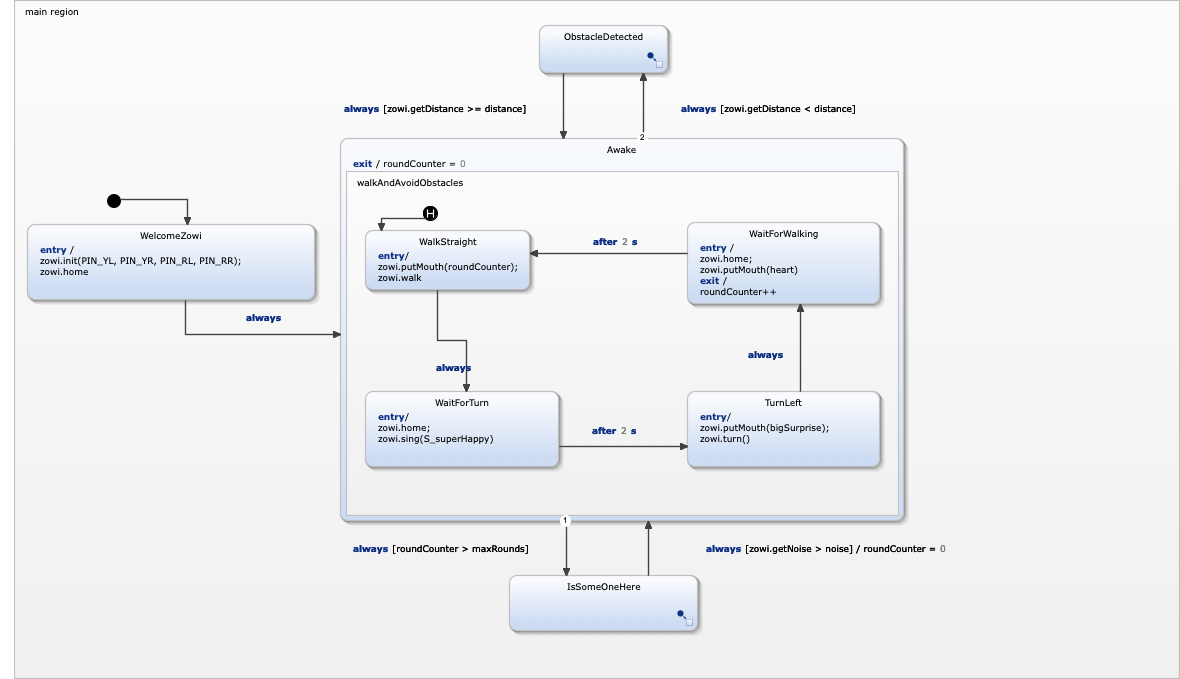 main region
ObstacleDetected
always [zowi.getDistance >= distance]
always [zowi.getDistance < distance]
2
Awake
exit / roundCounter = 0
walkAndAvoidObstacles
H
WelcomeZowi
entry /
zowi.init(PIN_YL, PIN_YR, PIN_RL, PIN_RR);
zowi.home
always
WalkStraight
entry/
zowi.putMouth(roundCounter);
zowi.walk
after 2 s
WaitForWalking
entry /
zowi.home;
zowi.putMouth(heart)
exit /
roundCounter++
always
always
WaitForTurn
entry/
zowi.home;
zowi.sing(S_superHappy)
after 2 s
TurnLeft
entry/
zowi.putMouth(bigSurprise);
zowi.turn()
1
always [roundCounter > maxRounds]
always [zowi.getNoise > noise] / roundCounter = 0
IsSomeOneHere